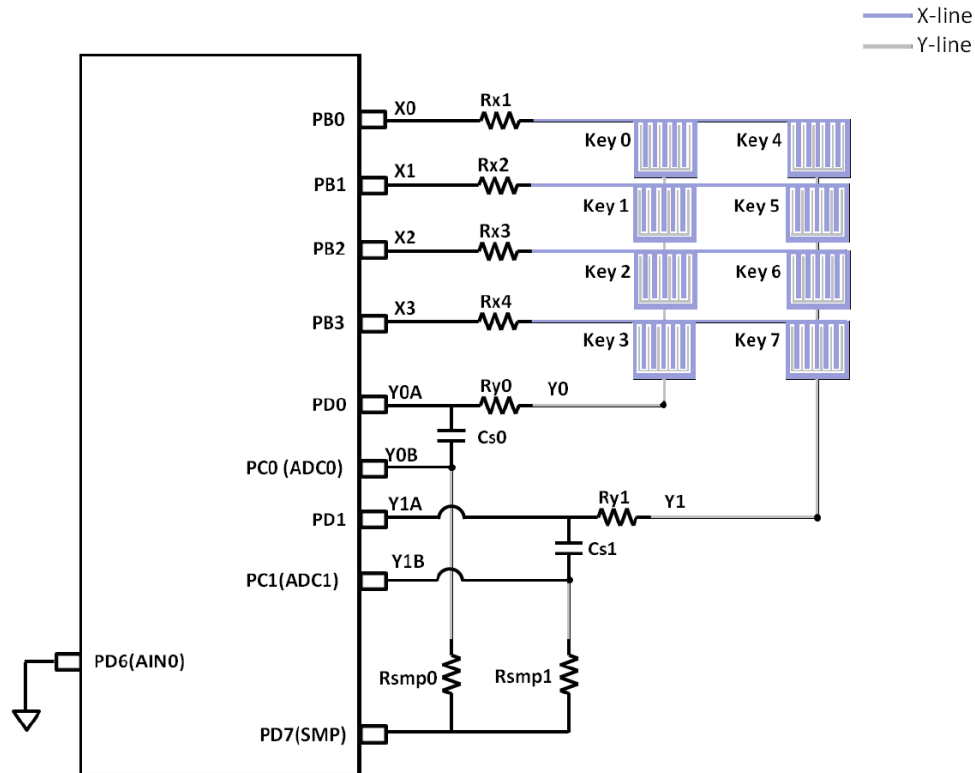 X-line
Y-line
PB0 X0 Rx1 Key 0 Key 4
PB1 X1 Rx2 Key 1 Key 5
PB2 X2 Rx3 Key 2 Key 6
PB3 X3 Rx4 Key 3 Key 7
PD0 Y0A Ry0 Y0
Cs0
PC0 (ADC0) Y0B
PD1 Y1A Ry1 Y1
Cs1
PC1(ADC1) Y1B
PD6(AIN0)
Rsmp0 Rsmp1
PD7(SMP)